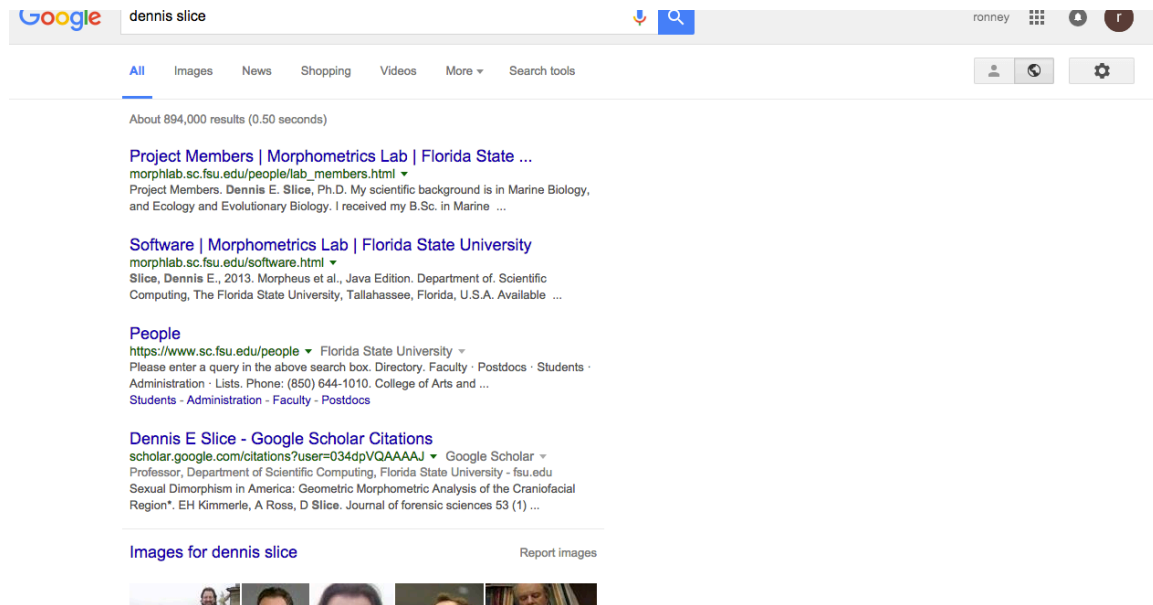 Google dennis slice ronney r
All Images News Shopping Videos More Search tools
About 894,000 results (0.50 seconds)
Project Members | Morphometrics Lab | Florida State ...
morphlab.sc.fsu.edu/people/lab_members.html
Project Members. Dennis E. Slice, Ph.D. My scientific background is in Marine Biology,
and Ecology and Evolutionary Biology. I received my B.Sc. in Marine ...
Software | Morphometrics Lab | Florida State University
morphlab.sc.fsu.edu/software.html
Slice, Dennis E., 2013. Morpheus et al., Java Edition. Department of. Scientific
Computing, The Florida State University, Tallahassee, Florida, U.S.A. Available ...
People
https://www.sc.fsu.edu/people Florida State University
Please enter a query in the above search box. Directory. Faculty · Postdocs · Students ·
Administration · Lists. Phone: (850) 644-1010. College of Arts and ...
Students - Administration - Faculty - Postdocs
Dennis E Slice - Google Scholar Citations
scholar.google.com/citations?user=034dpVQAAAAJ Google Scholar
Professor, Department of Scientific Computing, Florida State University - fsu.edu
Sexual Dimorphism in America: Geometric Morphometric Analysis of the Craniofacial
Region*. EH Kimmerle, A Ross, D Slice. Journal of forensic sciences 53 (1) ...
Images for dennis slice Report images